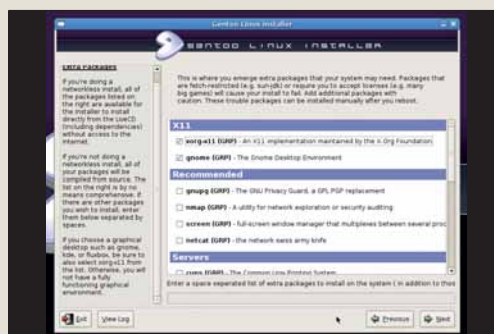 Gentoo Linux Installer
GENTOO LINUX INSTALLER
Extra Packages
If you're doing a
networkless install, all of
the packages listed on
the right are available for
the installer to install
directly from the LiveCD
(including dependencies)
without access to the
Internet.
If you're not doing a
networkless install, all
of your packages will be
compiled from source. The
list on the right is by no
means comprehensive. If
there are other packages
you wish to install, enter
them below separated by
spaces.
If you choose a graphical
desktop such as gnome,
kde, or fluxbox, be sure to
also select xorg-x11 from
the list. Otherwise, you will
not have a fully
functioning graphical
environment.
This is where you emerge extra packages that your system may need. Packages that
are fetch-restricted (e.g. sun-jdk) or require you to accept licenses (e.g. many
big games) will cause your install to fail. Add additional packages with
caution. These trouble packages can be installed manually after you reboot.
X11
xorg-x11 (GRP) - An X11 implementation maintained by the X.Org Foundation
gnome (GRP) - The Gnome Desktop Environment
Recommended
gnupg (GRP) - The GNU Privacy Guard, a GPL PGP replacement
nmap (GRP) - A utility for network exploration or security auditing
screen (GRP) - full-screen window manager that multiplexes between several proc
netcat (GRP) - the network swiss army knife
Servers
cups (GRP) - The Common Unix Printing System
Enter a space seperated list of extra packages to install on the system ( in addition to thos
Exit
View Log
Previous
Next